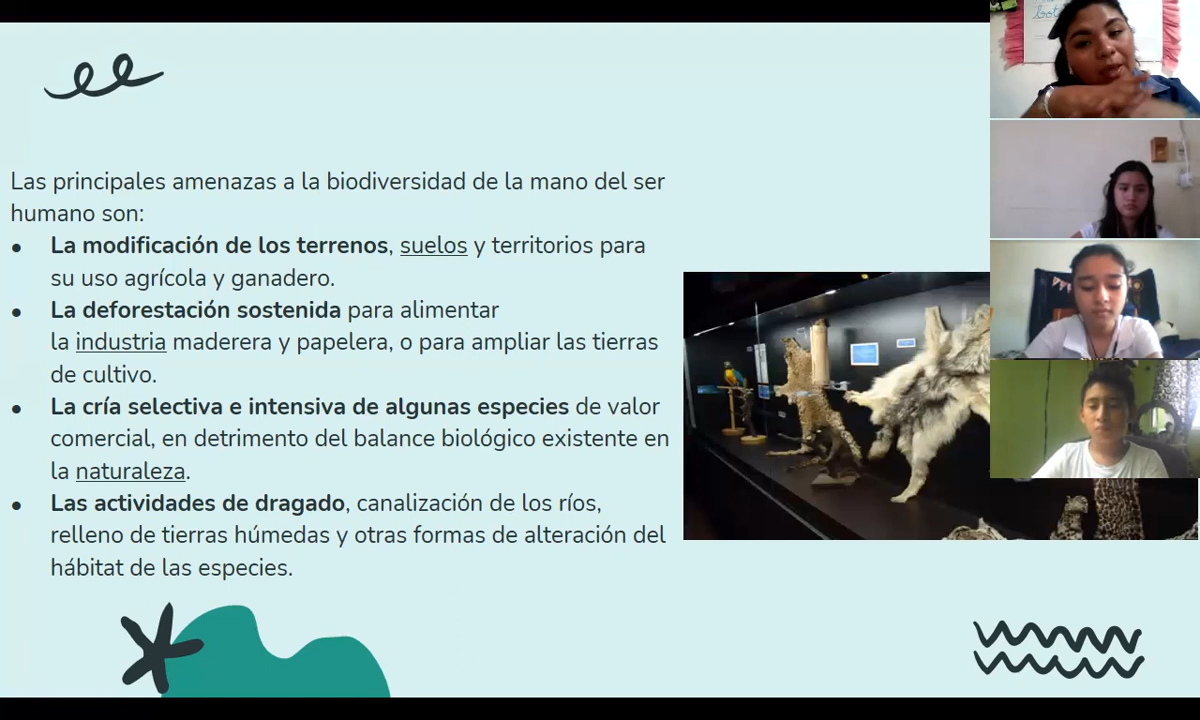 Las principales amenazas a la biodiversidad de la mano del ser
humano son:
● La modificación de los terrenos, suelos y territorios para
su uso agrícola y ganadero.
● La deforestación sostenida para alimentar
la industria maderera y papelera, o para ampliar las tierras
de cultivo.
● La cría selectiva e intensiva de algunas especies de valor
comercial, en detrimento del balance biológico existente en
la naturaleza.
● Las actividades de dragado, canalización de los ríos,
relleno de tierras húmedas y otras formas de alteración del
hábitat de las especies.